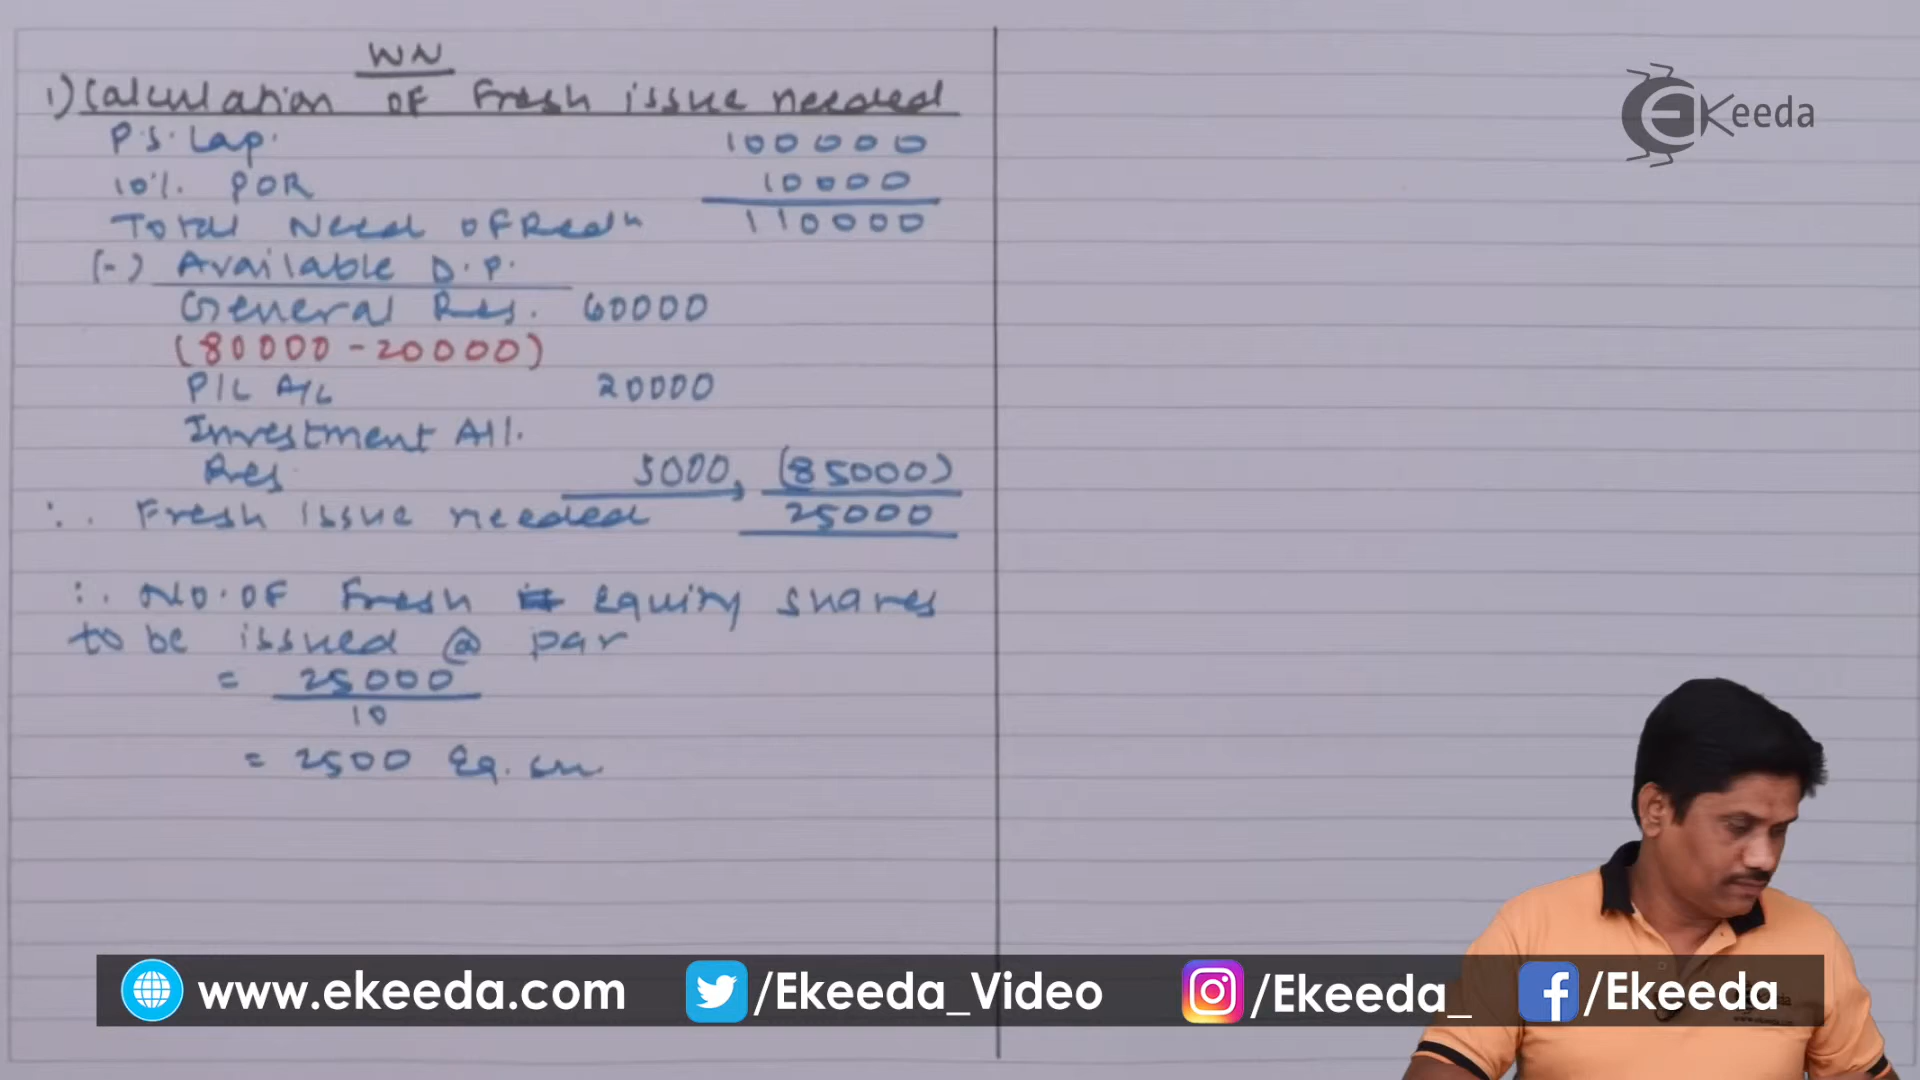 WN
1) Calculation OF Fresh issue needed
P.S. Cap. 100000
10% POR 10000
Total Need OF Redn 110000
(-) Available D.P.
General Res. 60000
(80000 - 20000)
P/L A/c 20000
Investment All.
Res 5000, (85000)
∴ Fresh issue needed 25000
∴ No. OF Fresh equity shares
to be issued @ par
= 25000
10
= 2500 Eq. sh.
EKeeda
www.ekeeda.com /Ekeeda_Video /Ekeeda_ /Ekeeda